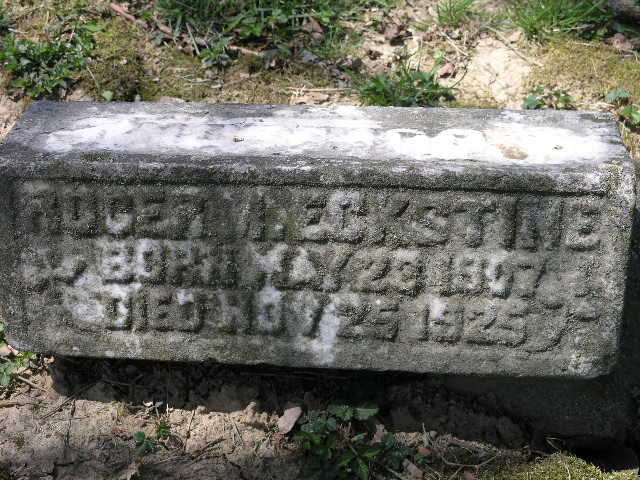 ROGER W. ECKSTINE
BORN MAY 23 1907
DIED NOV 25 1925